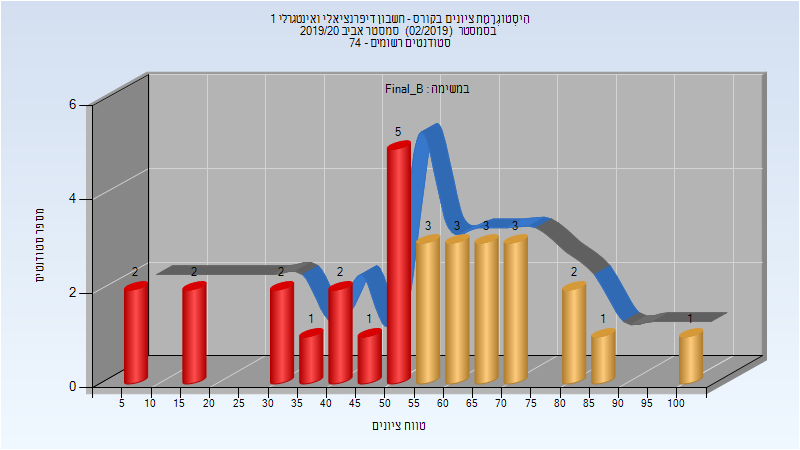 היסטוגרמת ציונים בקורס - חשבון דיפרנציאלי ואינטגרלי 1
בסמסטר (02/2019) סמסטר אביב 2019/20
סטודנטים רשומים - 74
במשימה : Final_B
מספר סטודנטים
6
4
2
0
2
2
2
1
2
1
5
3
3
3
3
2
1
1
5 10 15 20 25 30 35 40 45 50 55 60 65 70 75 80 85 90 95 100
טווח ציונים